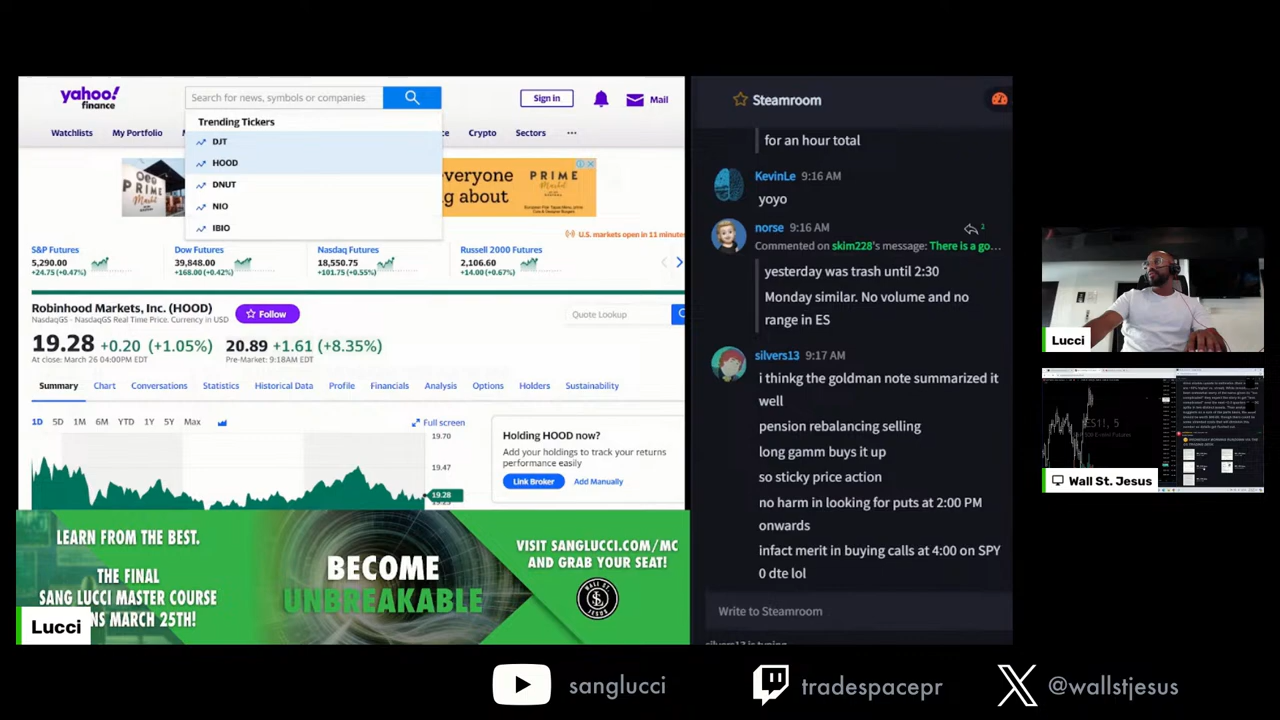 yahoo!
finance
Search for news, symbols or companies
Sign in
Mail
Watchlists
My Portfolio
Crypto
Sectors
...
Trending Tickers
DJT
HOOD
DNUT
NIO
IBIO
PRIME
everyone
g about
PRIME
U.S. markets open in 11 minutes
S&P Futures
5,290.00
+24.75 (+0.47%)
Dow Futures
39,848.00
+168.00 (+0.42%)
Nasdaq Futures
18,550.75
+101.75 (+0.55%)
Russell 2000 Futures
2,106.60
+14.00 (+0.67%)
Robinhood Markets, Inc. (HOOD)
NasdaqGS - NasdaqGS Real Time Price. Currency in USD
Follow
Quote Lookup
19.28 +0.20 (+1.05%)
At close: March 26 04:00PM EDT
20.89 +1.61 (+8.35%)
Pre-Market: 9:18AM EDT
Summary
Chart
Conversations
Statistics
Historical Data
Profile
Financials
Analysis
Options
Holders
Sustainability
1D
5D
1M
6M
YTD
1Y
5Y
Max
Full screen
19.70
19.47
19.28
Holding HOOD now?
Add your holdings to track your returns
performance easily
Link Broker
Add Manually
LEARN FROM THE BEST.
THE FINAL
SANG LUCCI MASTER COURSE
NS MARCH 25TH!
BECOME
UNBREAKABLE
VISIT SANGLUCCI.COM/MC
AND GRAB YOUR SEAT!
WALL ST.
JESUS
Lucci
Steamroom
for an hour total
KevinLe 9:16 AM
yoyo
norse 9:16 AM
2
Commented on skim228's message: There is a go...
yesterday was trash until 2:30
Monday similar. No volume and no
range in ES
silvers13 9:17 AM
i thinkg the goldman note summarized it
well
pension rebalancing selling
long gamm buys it up
so sticky price action
no harm in looking for puts at 2:00 PM
onwards
infact merit in buying calls at 4:00 on SPY
0 dte lol
Write to Steamroom
silvers13 is typing
Lucci
ES1!, 5
Wall St. Jesus
sanglucci
tradespacepr
@wallstjesus